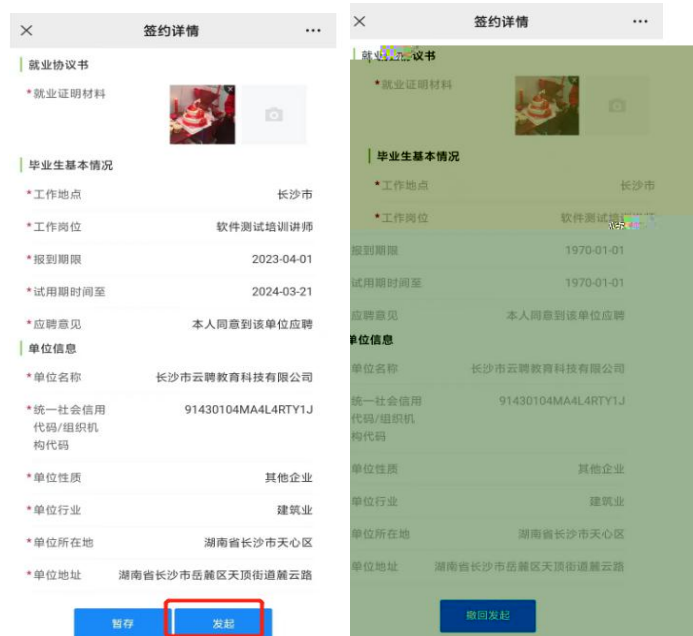 签约详情
就业协议书
*就业证明材料
毕业生基本情况
*工作地点 长沙市
*工作岗位 软件测试培训讲师
*报到期限 2023-04-01
*试用期时间至 2024-03-21
*应聘意见 本人同意到该单位应聘
单位信息
*单位名称 长沙市云聘教育科技有限公司
*统一社会信用 91430104MA4L4RTY1J
代码/组织机
构代码
*单位性质 其他企业
*单位行业 建筑业
*单位所在地 湖南省长沙市天心区
*单位地址 湖南省长沙市岳麓区天顶街道麓云路
暂存 发起
签约详情
就业协议书
*就业证明材料
毕业生基本情况
*工作地点 长沙市
*工作岗位 软件测试培训讲师
报到期限 1970-01-01
试用期时间至 1970-01-01
应聘意见 本人同意到该单位应聘
单位信息
单位名称 长沙市云聘教育科技有限公司
统一社会信用 91430104MA4L4RTY1J
代码/组织机
构代码
单位性质 其他企业
单位行业 建筑业
单位所在地 湖南省长沙市天心区
单位地址 湖南省长沙市岳麓区天顶街道麓云路
撤回发起